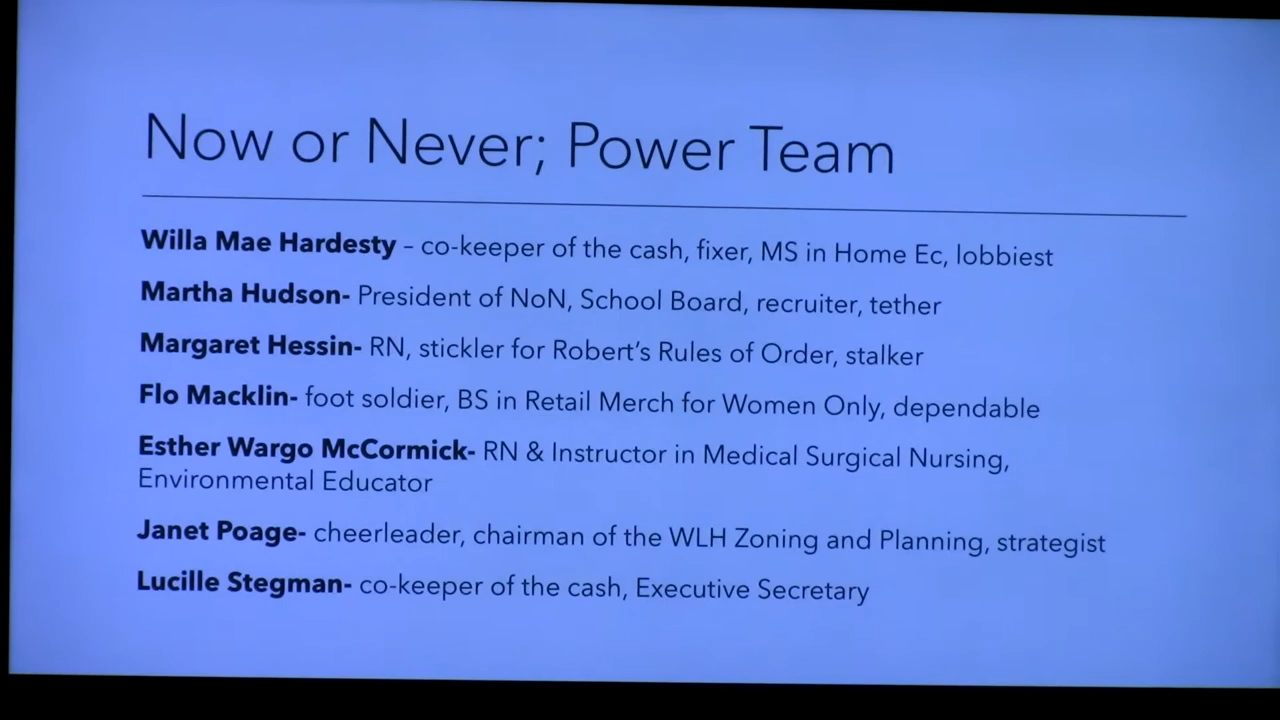 Now or Never; Power Team
Willa Mae Hardesty – co-keeper of the cash, fixer, MS in Home Ec, lobbiest
Martha Hudson- President of NoN, School Board, recruiter, tether
Margaret Hessin- RN, stickler for Robert's Rules of Order, stalker
Flo Macklin- foot soldier, BS in Retail Merch for Women Only, dependable
Esther Wargo McCormick- RN & Instructor in Medical Surgical Nursing,
Environmental Educator
Janet Poage- cheerleader, chairman of the WLH Zoning and Planning, strategist
Lucille Stegman- co-keeper of the cash, Executive Secretary